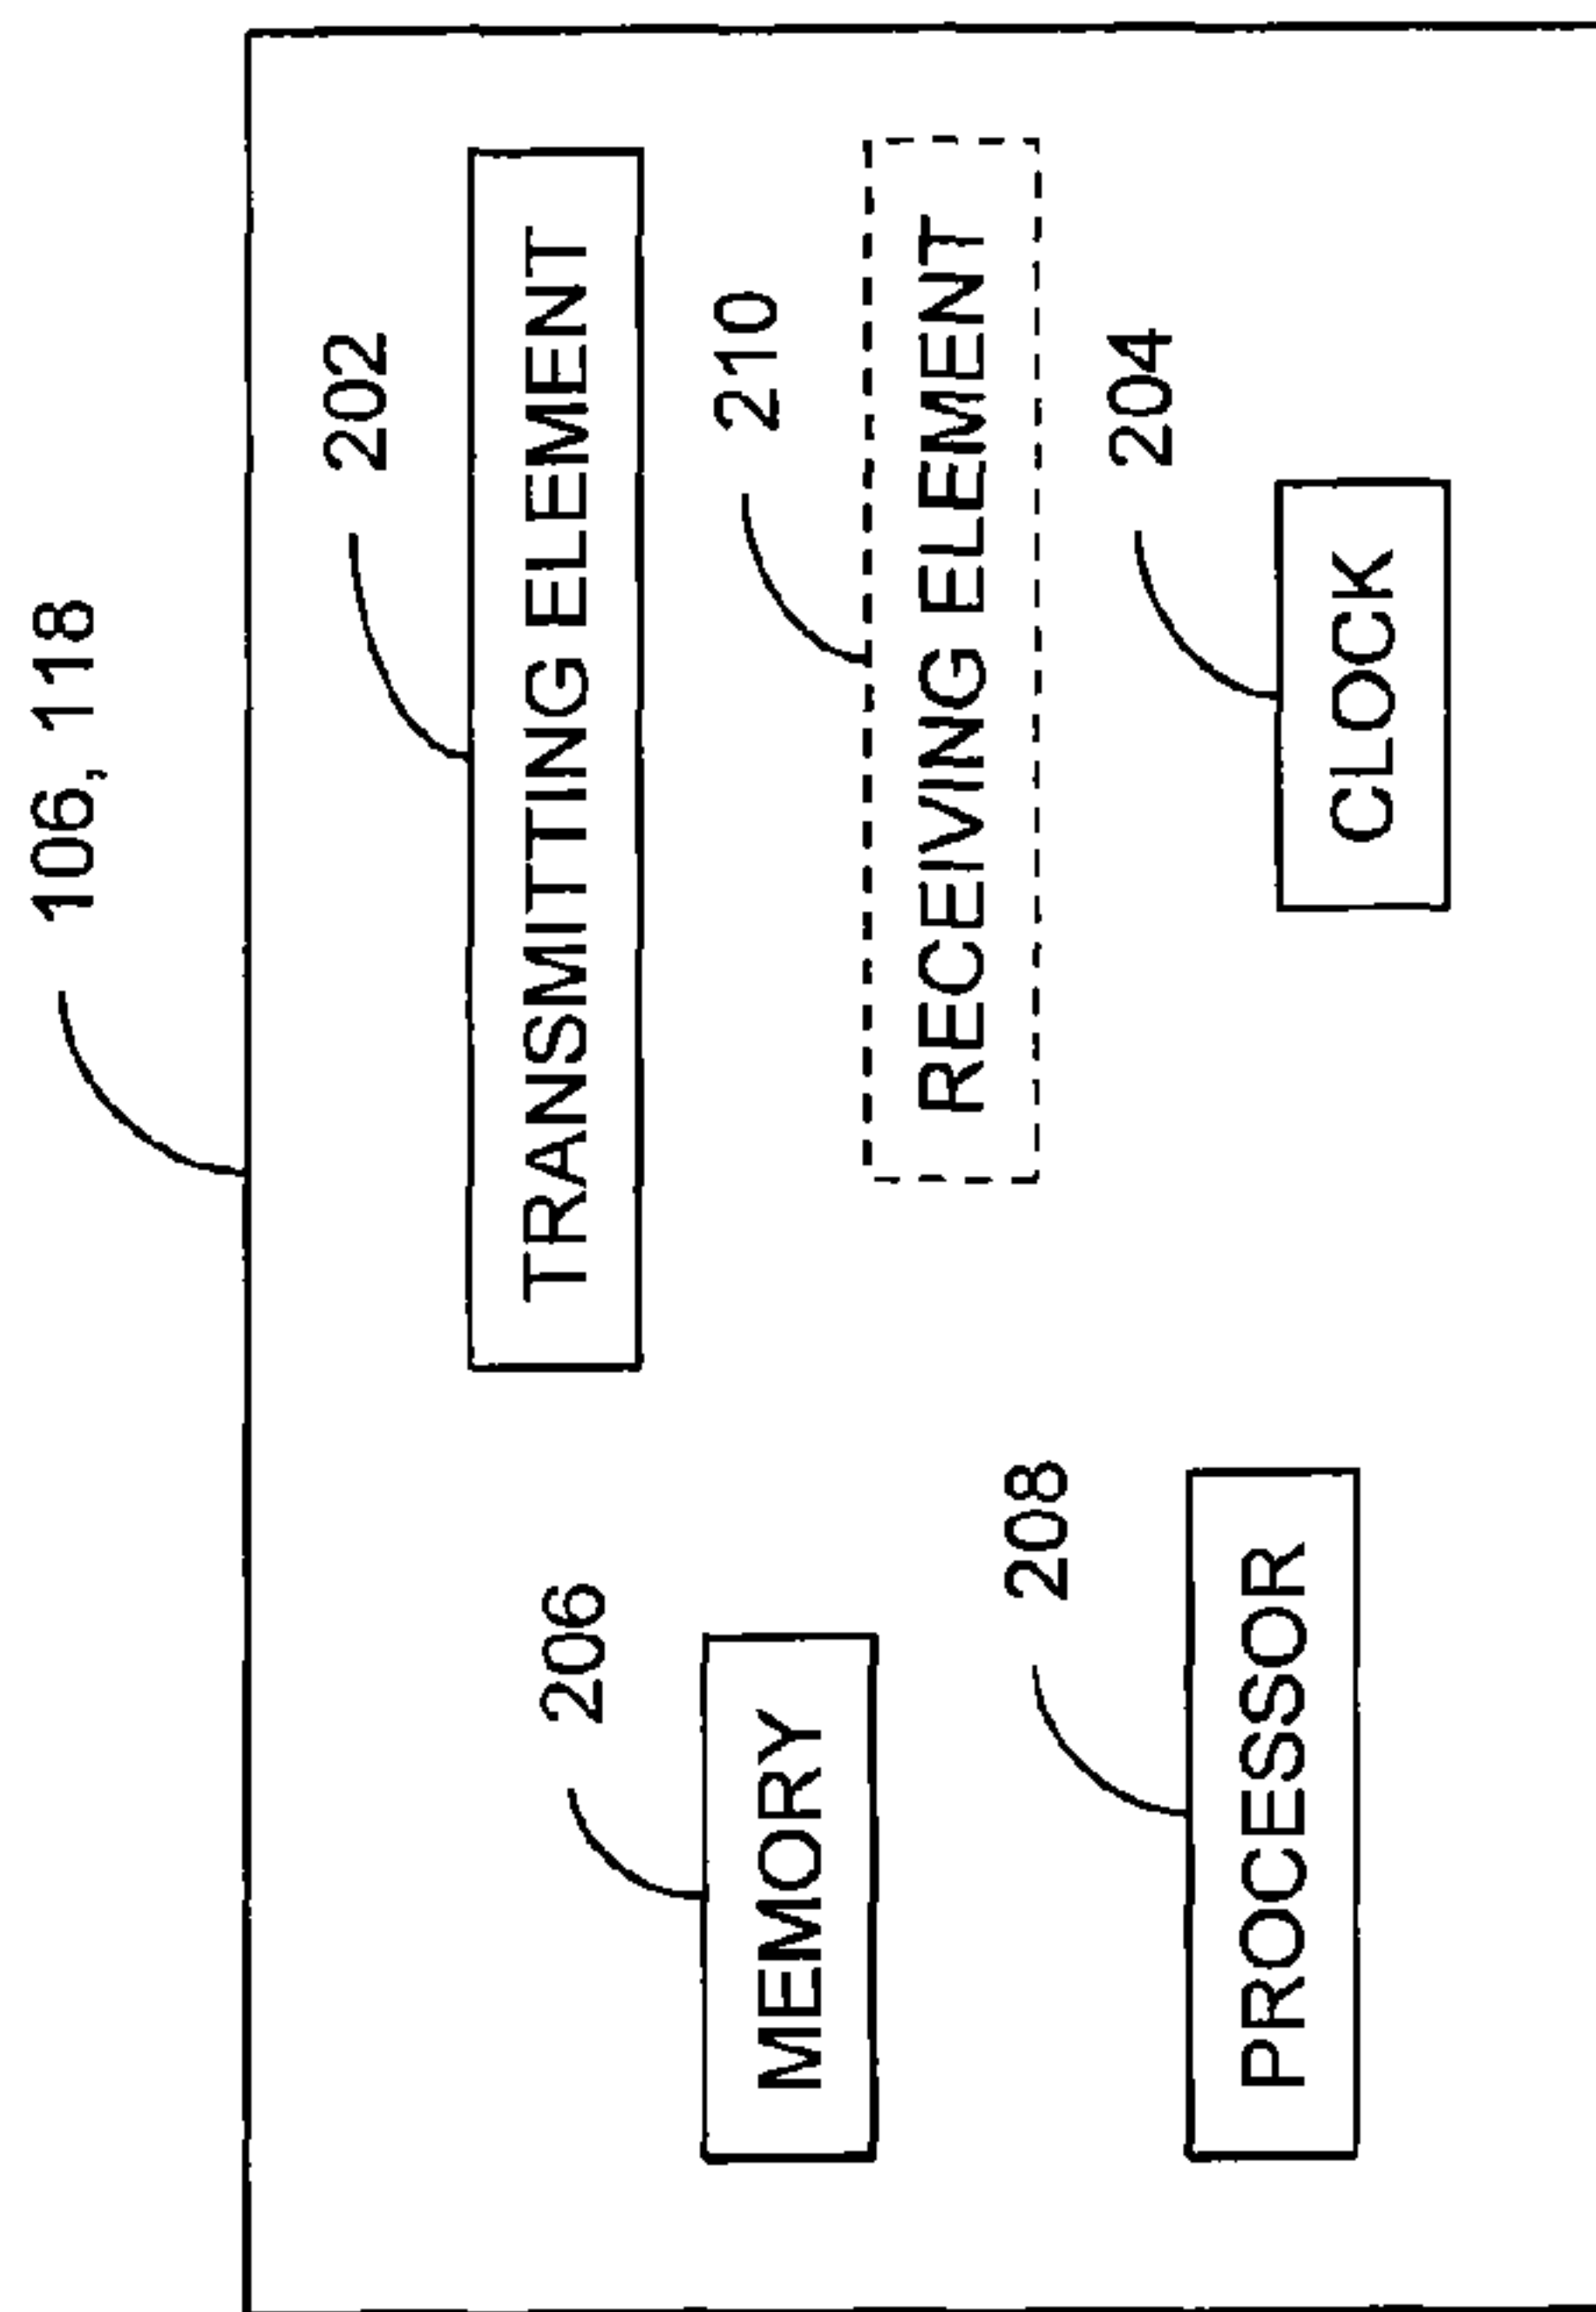 106, 118
202
TRANSMITTING ELEMENT
206
MEMORY
210
RECEIVING ELEMENT
208
PROCESSOR
204
CLOCK